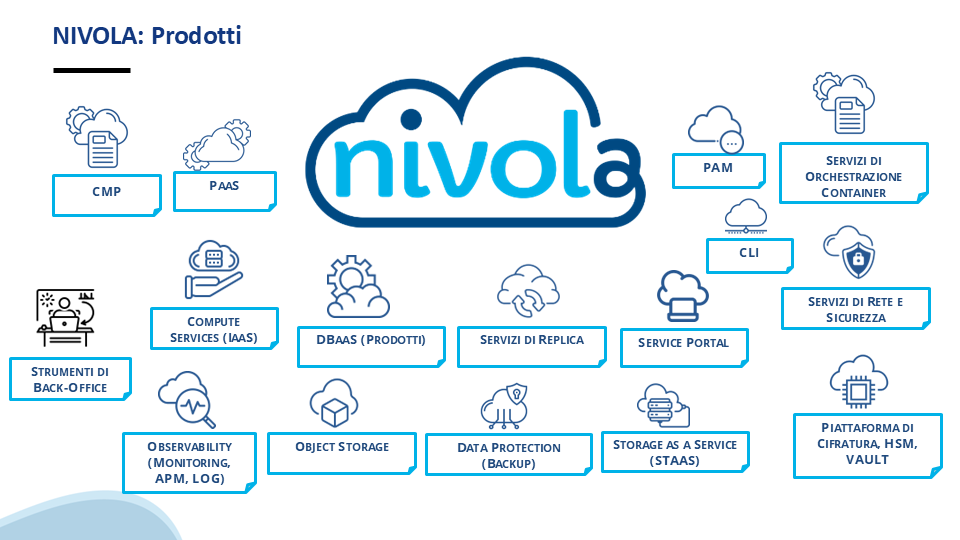 NIVOLA: Prodotti
nivola
CMP
PAAS
PAM
SERVIZI DI
ORCHESTRAZIONE
CONTAINER
CLI
COMPUTE
SERVICES (IAAS)
DBAAS (PRODOTTI)
SERVIZI DI REPLICA
SERVICE PORTAL
SERVIZI DI RETE E
SICUREZZA
STRUMENTI DI
BACK-OFFICE
OBSERVABILITY
(MONITORING,
APM, LOG)
OBJECT STORAGE
DATA PROTECTION
(BACKUP)
STORAGE AS A SERVICE
(STAAS)
PIATTAFORMA DI
CIFRATURA, HSM,
VAULT